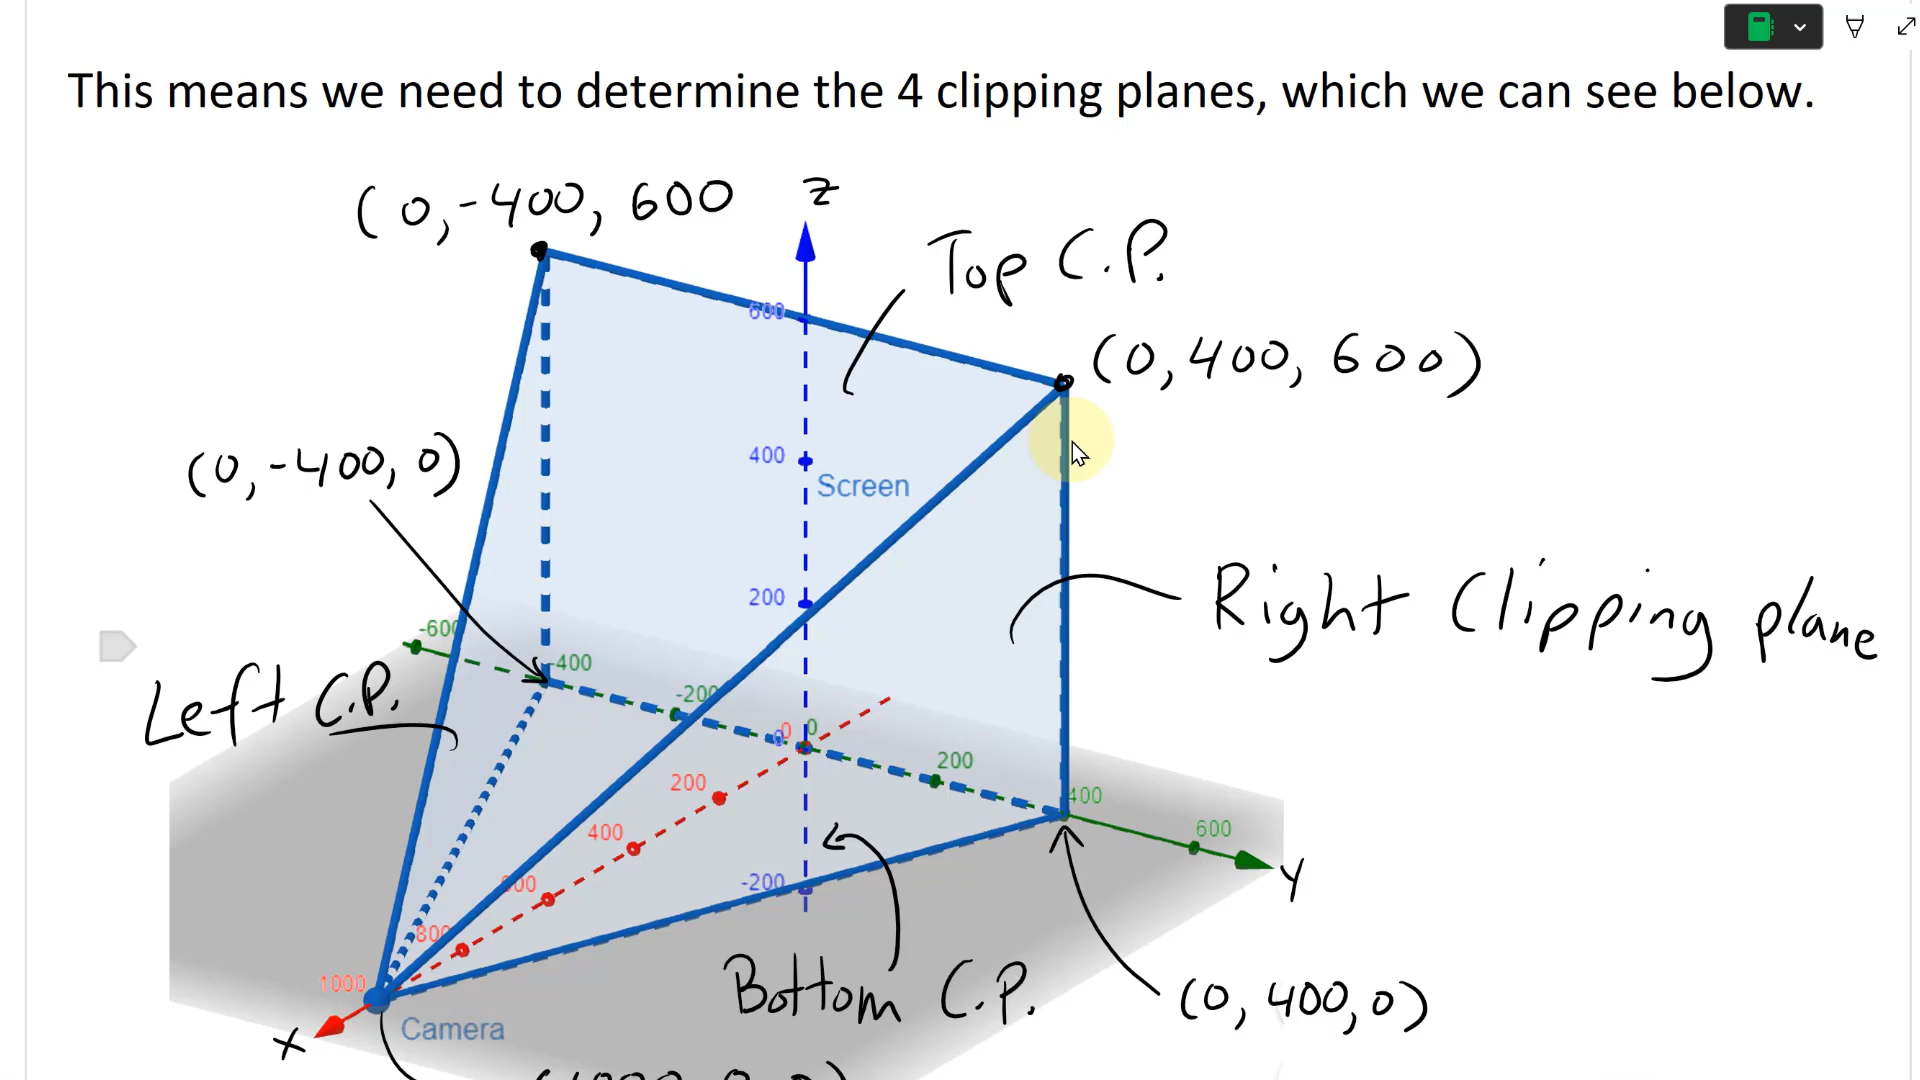 This means we need to determine the 4 clipping planes, which we can see below.
(0,-400, 600
z
Top C.P.
600
(0,400, 600)
(0,-400, 0)
400
Screen
200
Right Clipping plane
-600
-400
Left C.P.
-200
0
0
0
200
200
400
400
600
y
-200
800
Bottom C.P.
1000
(0, 400,0)
Camera
x